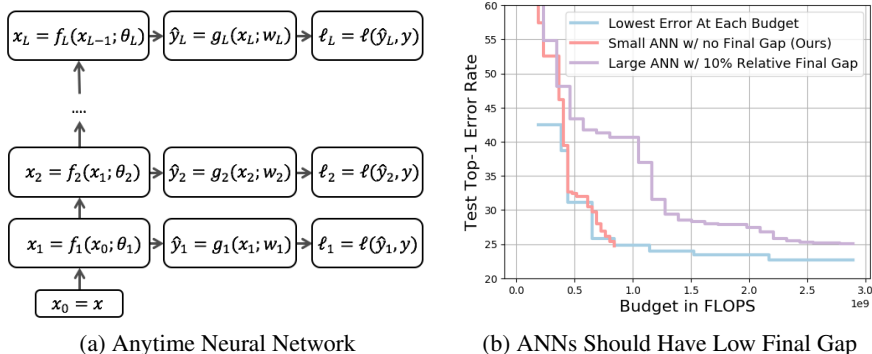 x_L = f_L(x_{L-1}; θ_L)  ŷ_L = g_L(x_L; w_L)  ℓ_L = ℓ(ŷ_L, y)
....
x_2 = f_2(x_1; θ_2)  ŷ_2 = g_2(x_2; w_2)  ℓ_2 = ℓ(ŷ_2, y)
x_1 = f_1(x_0; θ_1)  ŷ_1 = g_1(x_1; w_1)  ℓ_1 = ℓ(ŷ_1, y)
x_0 = x
(a) Anytime Neural Network
Lowest Error At Each Budget
Small ANN w/ no Final Gap (Ours)
Large ANN w/ 10% Relative Final Gap
Test Top-1 Error Rate
60
55
50
45
40
35
30
25
20
0.0 0.5 1.0 1.5 2.0 2.5 3.0
1e9
Budget in FLOPS
(b) ANNs Should Have Low Final Gap